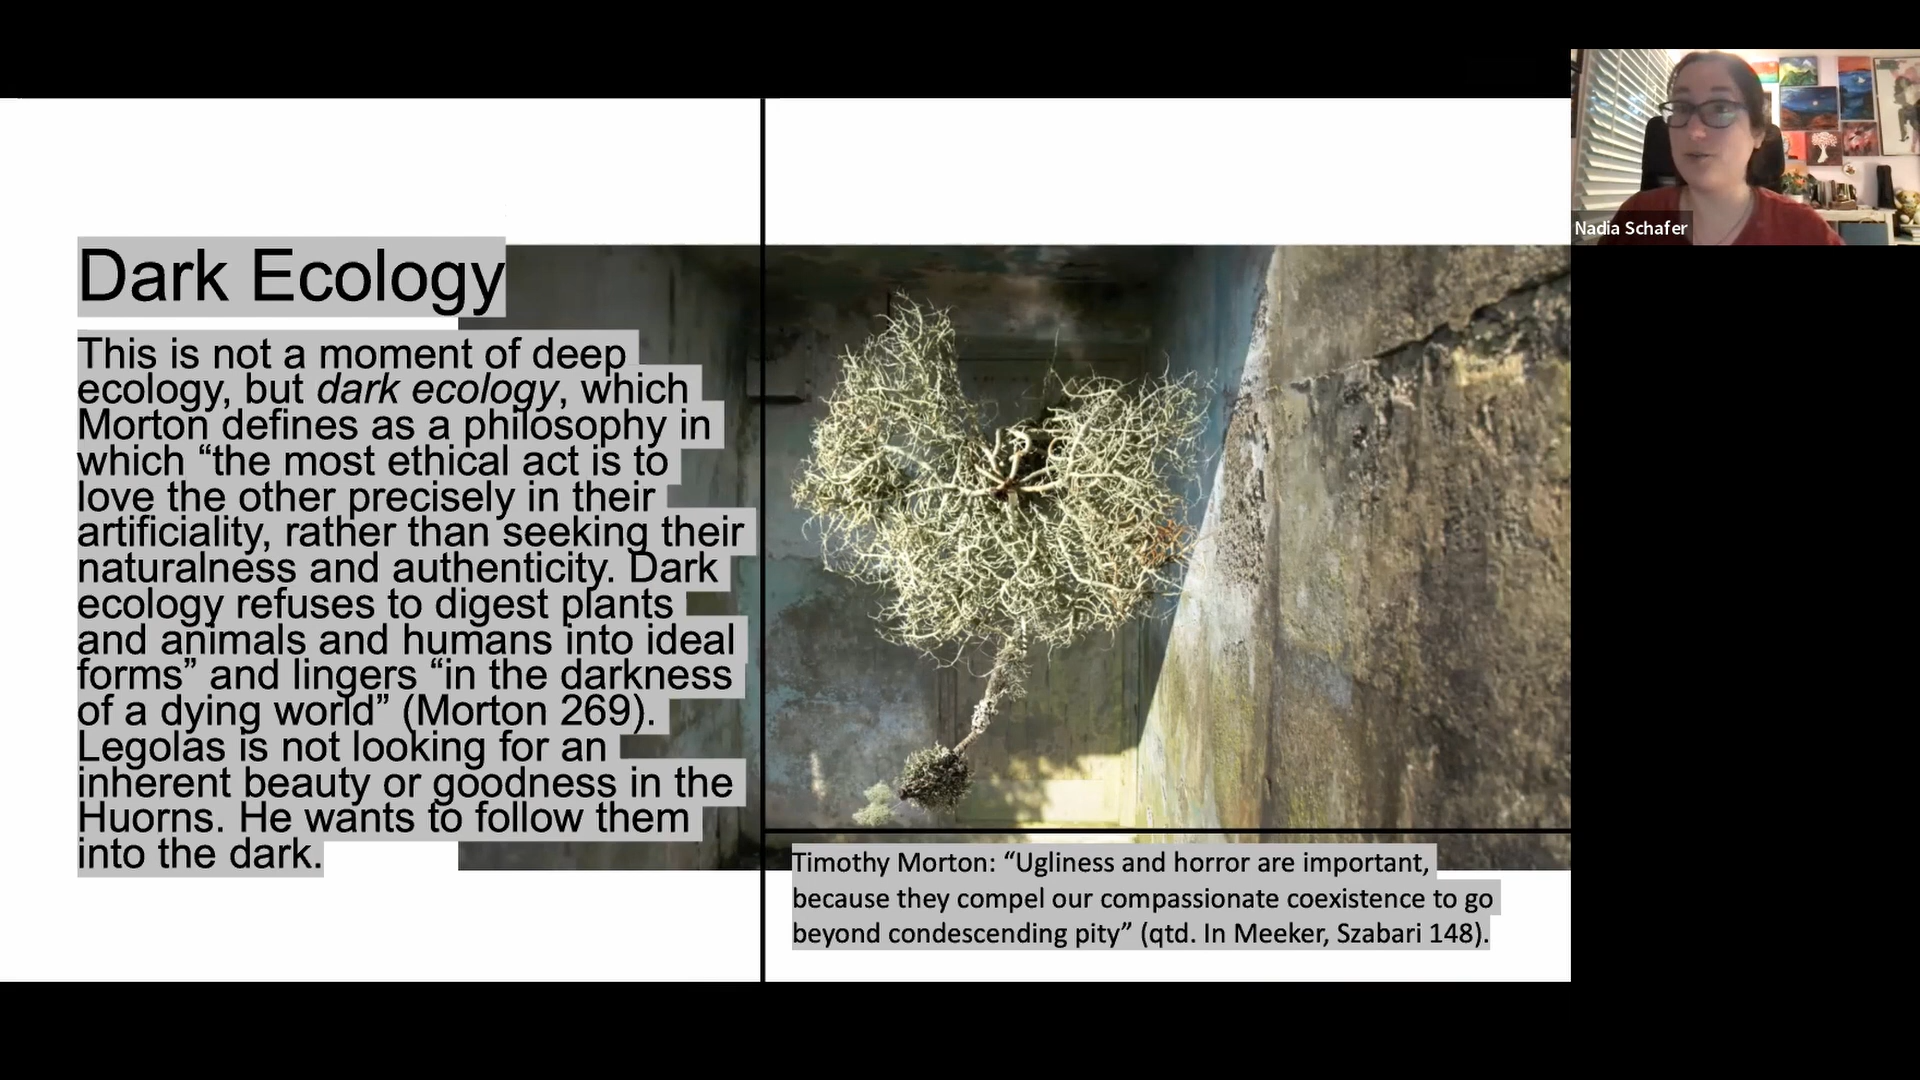 Dark Ecology
This is not a moment of deep
ecology, but dark ecology, which
Morton defines as a philosophy in
which “the most ethical act is to
love the other precisely in their
artificiality, rather than seeking their
naturalness and authenticity. Dark
ecology refuses to digest plants
and animals and humans into ideal
forms” and lingers “in the darkness
of a dying world” (Morton 269).
Legolas is not looking for an
inherent beauty or goodness in the
Huorns. He wants to follow them
into the dark.
Timothy Morton: “Ugliness and horror are important,
because they compel our compassionate coexistence to go
beyond condescending pity” (qtd. In Meeker, Szabari 148).
Nadia Schafer